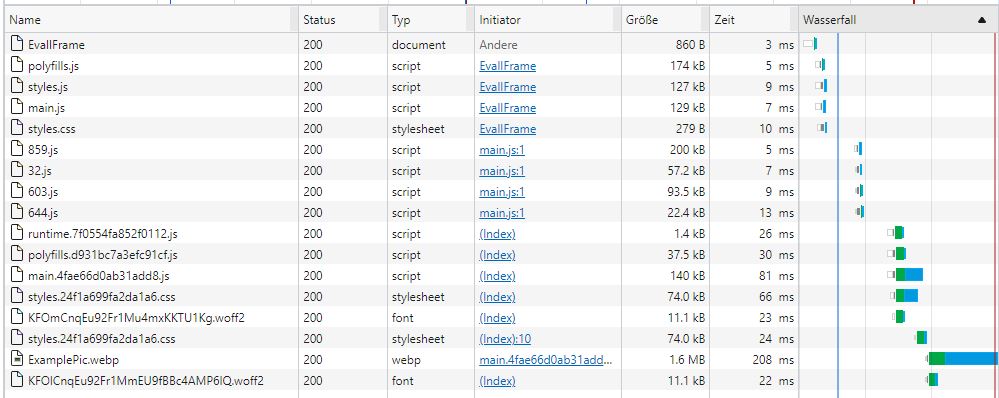 Name Status Typ Initiator Größe Zeit Wasserfall
EvalIFrame 200 document Andere 860 B 3 ms
polyfills.js 200 script EvalIFrame 174 kB 5 ms
styles.js 200 script EvalIFrame 127 kB 9 ms
main.js 200 script EvalIFrame 129 kB 7 ms
styles.css 200 stylesheet EvalIFrame 279 B 10 ms
859.js 200 script main.js:1 200 kB 5 ms
32.js 200 script main.js:1 57.2 kB 7 ms
603.js 200 script main.js:1 93.5 kB 9 ms
644.js 200 script main.js:1 22.4 kB 13 ms
runtime.7f0554fa852f0112.js 200 script (Index) 1.4 kB 26 ms
polyfills.d931bc7a3efc91cf.js 200 script (Index) 37.5 kB 30 ms
main.4fae66d0ab31add8.js 200 script (Index) 140 kB 81 ms
styles.24f1a699fa2da1a6.css 200 stylesheet (Index) 74.0 kB 66 ms
KFOmCnqEu92Fr1Mu4mxKKTU1Kg.woff2 200 font (Index) 11.1 kB 23 ms
styles.24f1a699fa2da1a6.css 200 stylesheet (Index):10 74.0 kB 24 ms
ExamplePic.webp 200 webp main.4fae66d0ab31add... 1.6 MB 208 ms
KFOlCnqEu92Fr1MmEU9fBBc4AMP6lQ.woff2 200 font (Index) 11.1 kB 22 ms